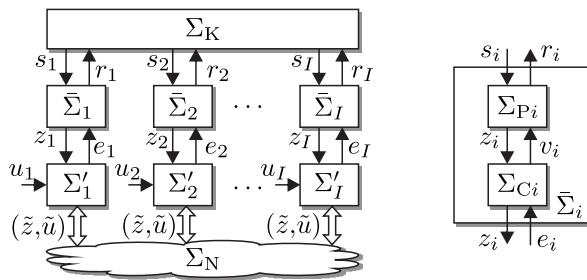 Σ_K
s_1 r_1 s_2 r_2 s_I r_I s_i r_i
Σ̄_1 Σ̄_2 ⋯ Σ̄_I Σ_Pi
z_1 e_1 z_2 e_2 z_I e_I z_i v_i
u_1 Σ′_1 u_2 Σ′_2 ⋯ u_I Σ′_I Σ_Ci Σ̄_i
(z̃,ũ) (z̃,ũ) (z̃,ũ) z_i e_i
Σ_N